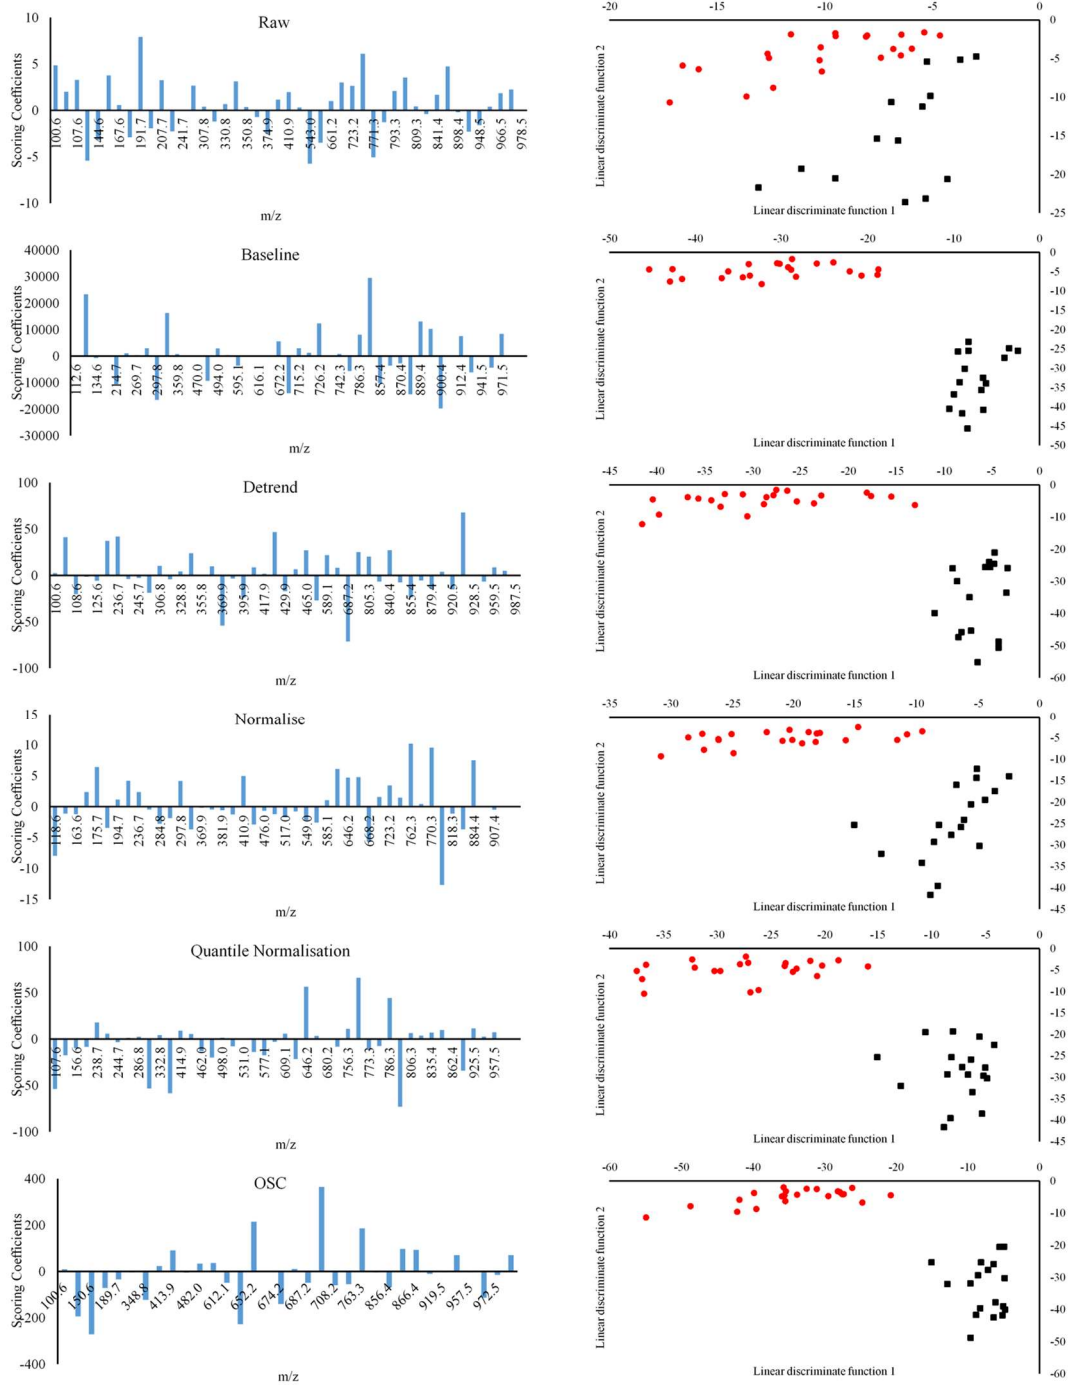 Raw
Scoring Coefficients
10
5
0
-5
-10
100.6 107.6 144.6 167.6 191.7 207.7 241.7 307.8 330.8 350.8 374.9 410.9 543.0 661.2 723.2 771.3 793.3 809.3 841.4 898.4 948.5 966.5 978.5
m/z
-20 -15 -10 -5 0
Linear discriminate function 2
0
-5
-10
-15
-20
-25
Linear discriminate function 1
Baseline
Scoring Coefficients
40000
30000
20000
10000
0
-10000
-20000
-30000
112.6 134.6 214.7 269.7 297.8 359.8 470.0 494.0 595.1 616.1 672.2 715.2 726.2 742.3 786.3 857.4 870.4 889.4 900.4 912.4 941.5 971.5
m/z
-50 -40 -30 -20 -10 0
Linear discriminate function 2
0
-5
-10
-15
-20
-25
-30
-35
-40
-45
-50
Linear discriminate function 1
Detrend
Scoring Coefficients
100
50
0
-50
-100
100.6 108.6 125.6 236.7 245.7 306.8 328.8 355.8 369.9 395.9 417.9 429.9 465.0 589.1 687.2 805.3 840.4 855.4 879.4 920.5 928.5 959.5 987.5
m/z
-45 -40 -35 -30 -25 -20 -15 -10 -5 0
Linear discriminate function 2
0
-10
-20
-30
-40
-50
-60
Linear discriminate function 1
Normalise
Scoring Coefficients
15
10
5
0
-5
-10
-15
118.6 163.6 175.7 194.7 236.7 284.8 297.8 369.9 381.9 410.9 476.0 517.0 549.0 585.1 646.2 668.2 723.2 762.3 770.3 818.3 884.4 907.4
m/z
-35 -30 -25 -20 -15 -10 -5 0
Linear discriminate function 2
0
-5
-10
-15
-20
-25
-30
-35
-40
-45
Linear discriminate function 1
Quantile Normalisation
Scoring Coefficients
100
50
0
-50
-100
107.6 156.6 238.7 244.7 286.8 332.8 414.9 462.0 498.0 531.0 577.1 609.1 646.2 680.2 756.3 773.3 786.3 806.3 835.4 862.4 925.5 957.5
m/z
-40 -35 -30 -25 -20 -15 -10 -5 0
Linear discriminate function 2
0
-5
-10
-15
-20
-25
-30
-35
-40
-45
Linear discriminate function 1
OSC
Scoring Coefficients
400
200
0
-200
-400
100.6 150.6 189.7 348.8 413.9 482.0 612.1 652.2 674.2 687.2 708.2 763.3 856.4 866.4 919.5 957.5 972.5
m/z
-60 -50 -40 -30 -20 -10 0
Linear discriminate function 2
0
-10
-20
-30
-40
-50
-60
Linear discriminate function 1